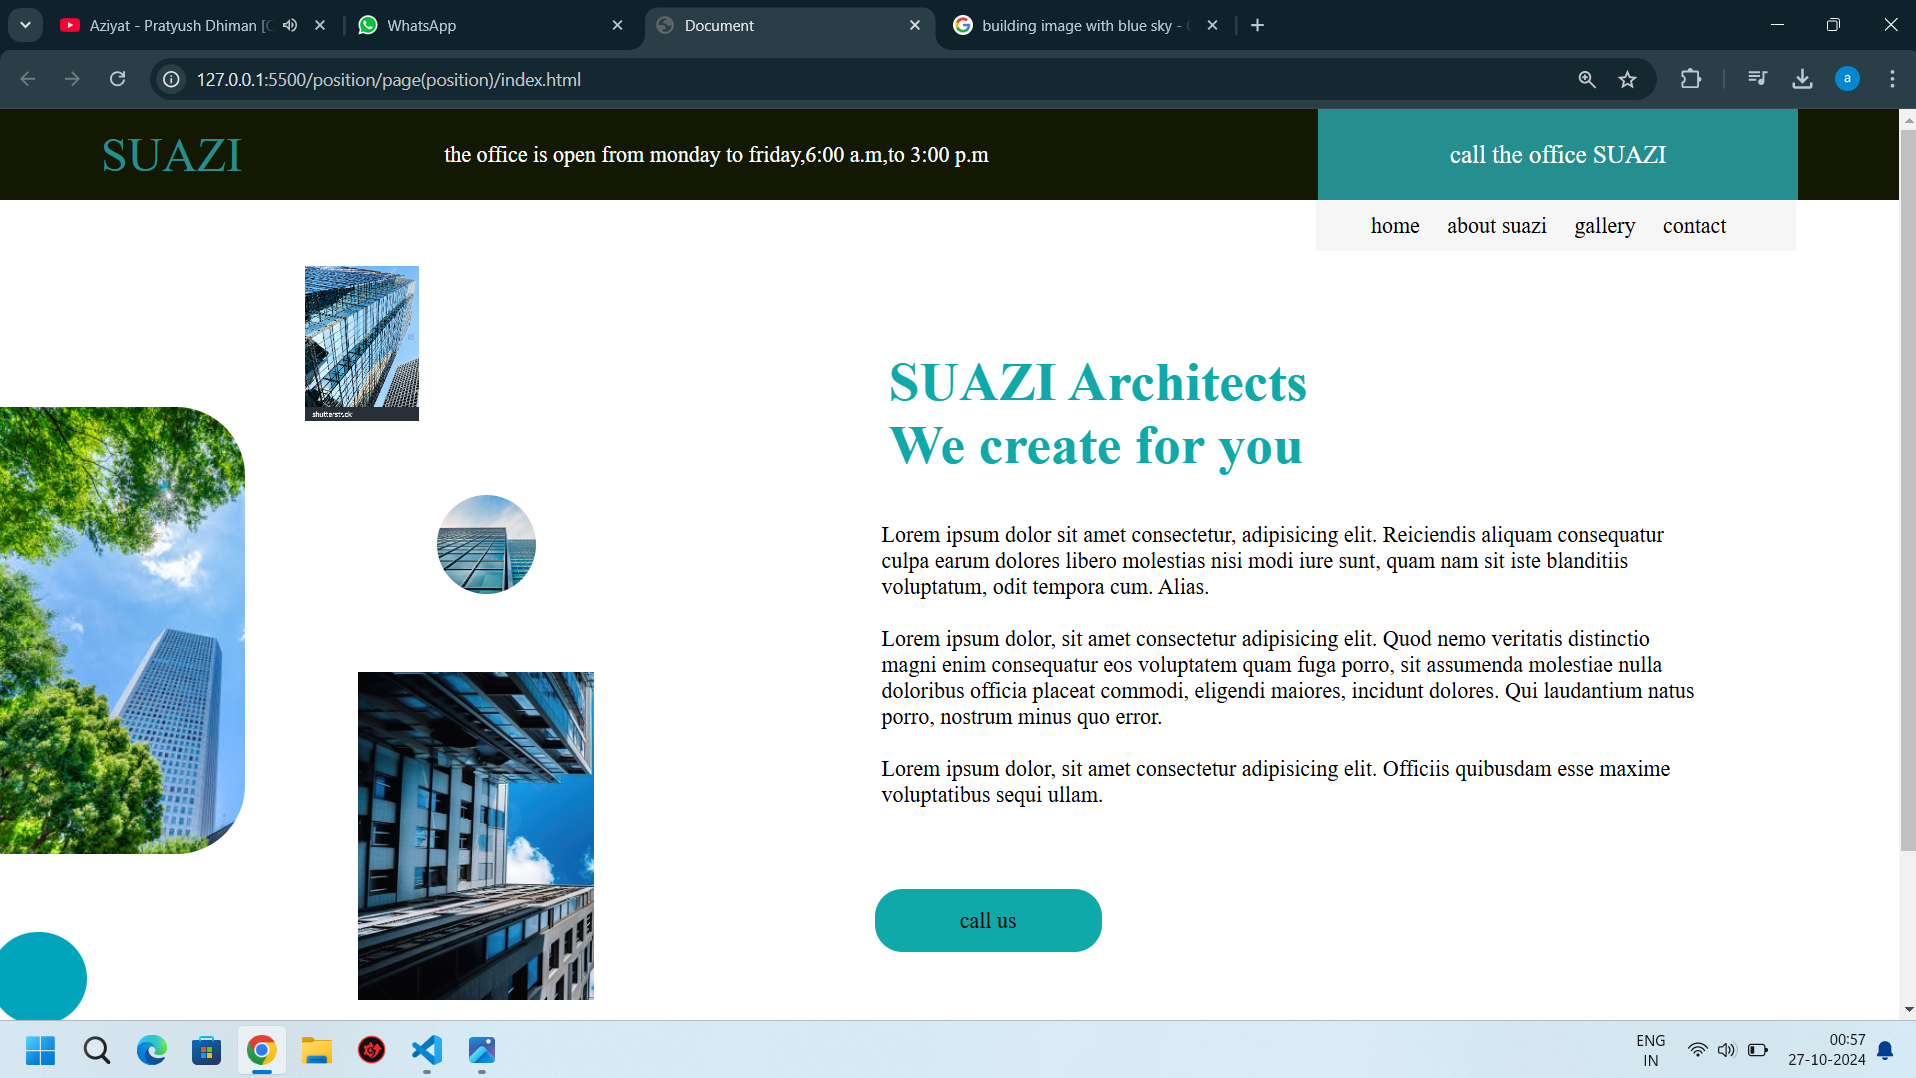 Aziyat - Pratyush Dhiman [
WhatsApp
Document
building image with blue sky -
127.0.0.1:5500/position/page(position)/index.html
a
SUAZI
the office is open from monday to friday,6:00 a.m,to 3:00 p.m
call the office SUAZI
home about suazi gallery contact
shutterstock
SUAZI Architects
We create for you
Lorem ipsum dolor sit amet consectetur, adipisicing elit. Reiciendis aliquam consequatur
culpa earum dolores libero molestias nisi modi iure sunt, quam nam sit iste blanditiis
voluptatum, odit tempora cum. Alias.
Lorem ipsum dolor, sit amet consectetur adipisicing elit. Quod nemo veritatis distinctio
magni enim consequatur eos voluptatem quam fuga porro, sit assumenda molestiae nulla
doloribus officia placeat commodi, eligendi maiores, incidunt dolores. Qui laudantium natus
porro, nostrum minus quo error.
Lorem ipsum dolor, sit amet consectetur adipisicing elit. Officiis quibusdam esse maxime
voluptatibus sequi ullam.
call us
ENG
IN
00:57
27-10-2024